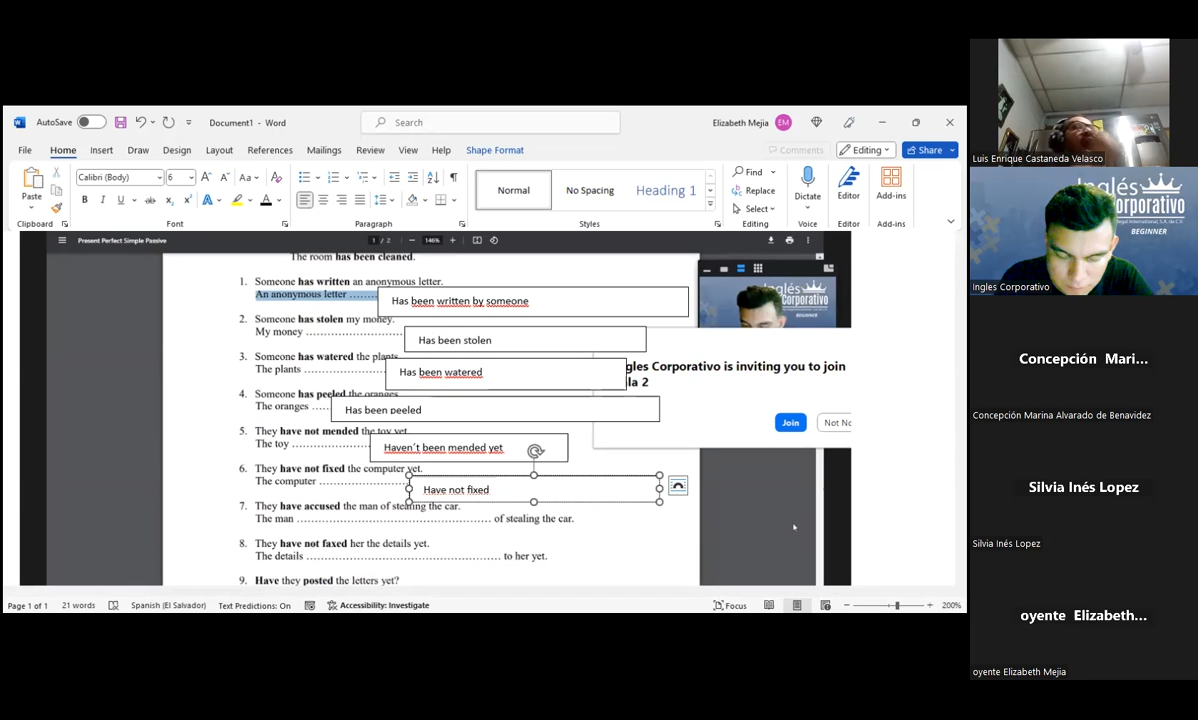 AutoSave
Document1 - Word
Search
Elizabeth Mejia
EM
File
Home
Insert
Draw
Design
Layout
References
Mailings
Review
View
Help
Shape Format
Comments
Editing
Share
Paste
Calibri (Body)
6
Normal
No Spacing
Heading 1
Find
Replace
Select
Dictate
Editor
Add-ins
Clipboard
Font
Paragraph
Styles
Editing
Voice
Editor
Add-ins
Present Perfect Simple Passive
1 / 2
146%
The room has been cleaned.
1. Someone has written an anonymous letter.
An anonymous letter ........
Has been written by someone
2. Someone has stolen my money.
My money ........................
Has been stolen
3. Someone has watered the plants
The plants ....................
Has been watered
4. Someone has peeled the oranges
The oranges ....
Has been peeled
5. They have not mended the toy yet
The toy ....................
Haven´t been mended yet
6. They have not fixed the computer yet.
The computer ........................
Have not fixed
7. They have accused the man of stealing the car.
The man ................................................ of stealing the car.
8. They have not faxed her the details yet.
The details ................................................ to her yet.
9. Have they posted the letters yet?
Inglés
Corporativo
BEGINNER
gles Corporativo is inviting you to join
la 2
Join
Not No
Page 1 of 1
21 words
Spanish (El Salvador)
Text Predictions: On
Accessibility: Investigate
Focus
200%
Luis Enrique Castaneda Velasco
Inglés
Corporativo
BEGINNER
Ingles Corporativo
Concepción Mari...
Concepción Marina Alvarado de Benavidez
Silvia Inés Lopez
Silvia Inés Lopez
oyente Elizabeth...
oyente Elizabeth Mejia